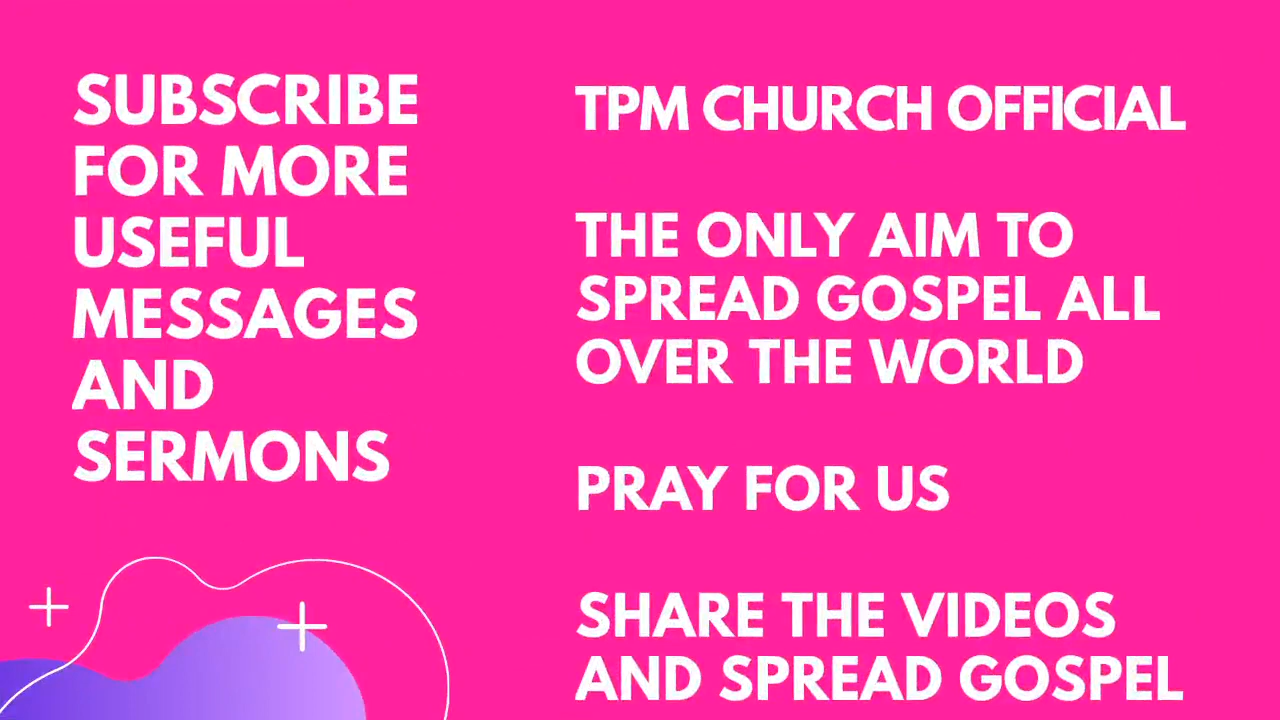 SUBSCRIBE
FOR MORE
USEFUL
MESSAGES
AND
SERMONS
TPM CHURCH OFFICIAL
THE ONLY AIM TO
SPREAD GOSPEL ALL
OVER THE WORLD
PRAY FOR US
SHARE THE VIDEOS
AND SPREAD GOSPEL